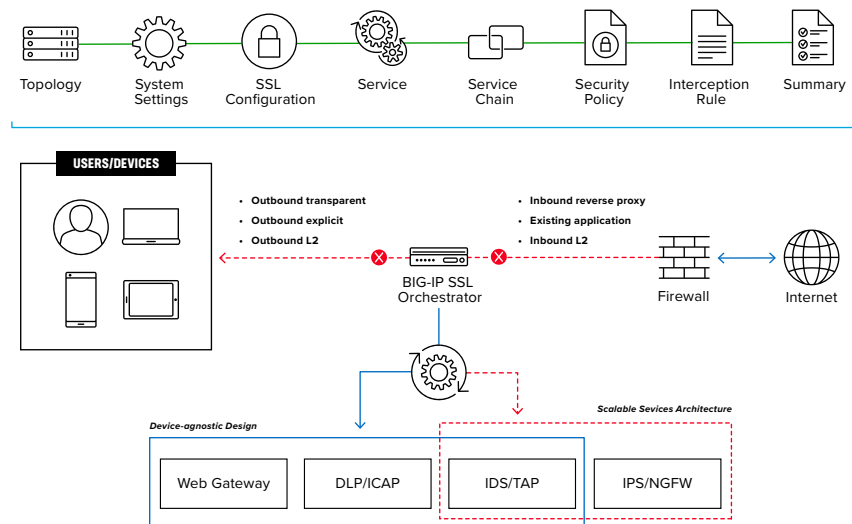 Topology
System
Settings
SSL
Configuration
Service
Service
Chain
Security
Policy
Interception
Rule
Summary
USERS/DEVICES
• Outbound transparent
• Outbound explicit
• Outbound L2
• Inbound reverse proxy
• Existing application
• Inbound L2
BIG-IP SSL
Orchestrator
Firewall
Internet
Scalable Sevices Architecture
Device-agnostic Design
Web Gateway
DLP/ICAP
IDS/TAP
IPS/NGFW